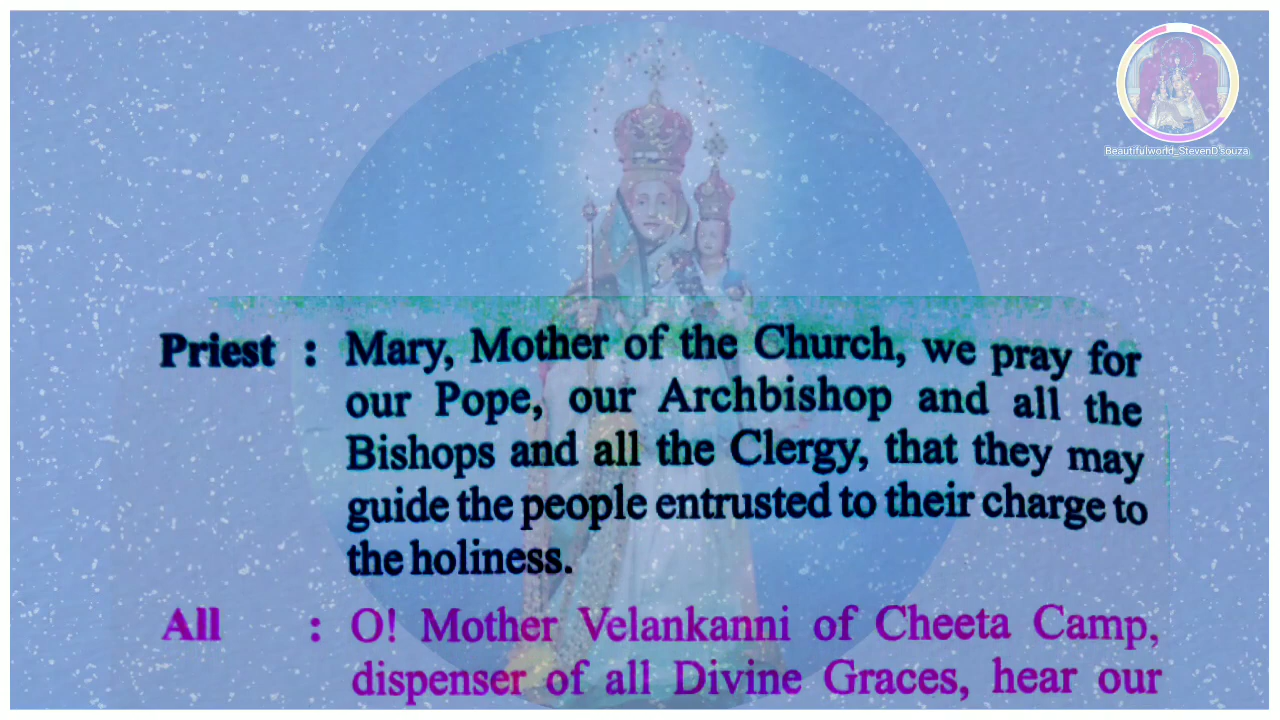 Beautifulworld_StevenD'souza
Priest : Mary, Mother of the Church, we pray for
our Pope, our Archbishop and all the
Bishops and all the Clergy, that they may
guide the people entrusted to their charge to
the holiness.
All : O! Mother Velankanni of Cheeta Camp,
dispenser of all Divine Graces, hear our